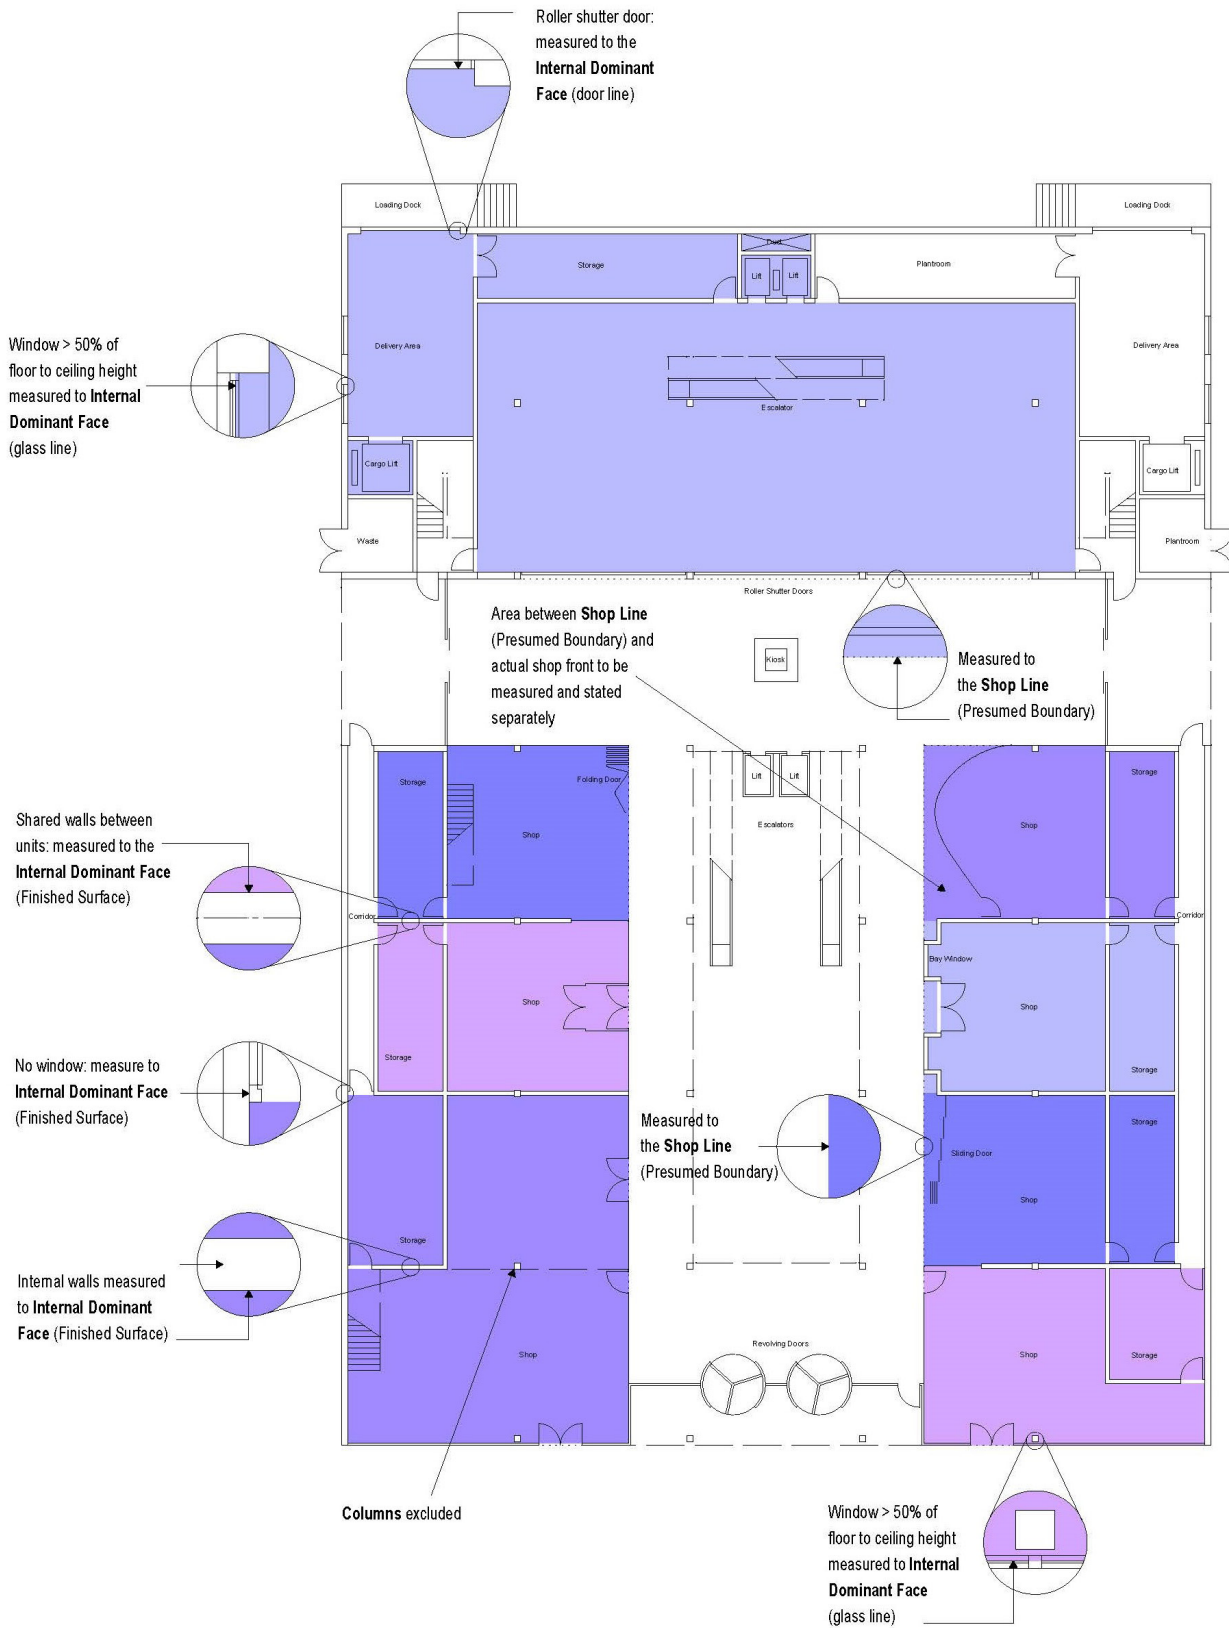 Roller shutter door:
measured to the
Internal Dominant
Face (door line)
Loading Dock
Loading Dock
Duct
Storage
Lift
Lift
Plantroom
Window > 50% of
floor to ceiling height
measured to Internal
Dominant Face
(glass line)
Delivery Area
Delivery Area
Escalator
Cargo Lift
Cargo Lift
Waste
Plantroom
Roller Shutter Doors
Area between Shop Line
(Presumed Boundary) and
actual shop front to be
measured and stated
separately
Kiosk
Measured to
the Shop Line
(Presumed Boundary)
Storage
Folding Door
Shop
Lift
Lift
Escalators
Shop
Storage
Shared walls between
units: measured to the
Internal Dominant Face
(Finished Surface)
Corridor
Corridor
Bay Window
Shop
Shop
Storage
Storage
No window: measure to
Internal Dominant Face
(Finished Surface)
Measured to
the Shop Line
(Presumed Boundary)
Storage
Sliding Door
Shop
Storage
Internal walls measured
to Internal Dominant
Face (Finished Surface)
Shop
Revolving Doors
Shop
Storage
Columns excluded
Window > 50% of
floor to ceiling height
measured to Internal
Dominant Face
(glass line)